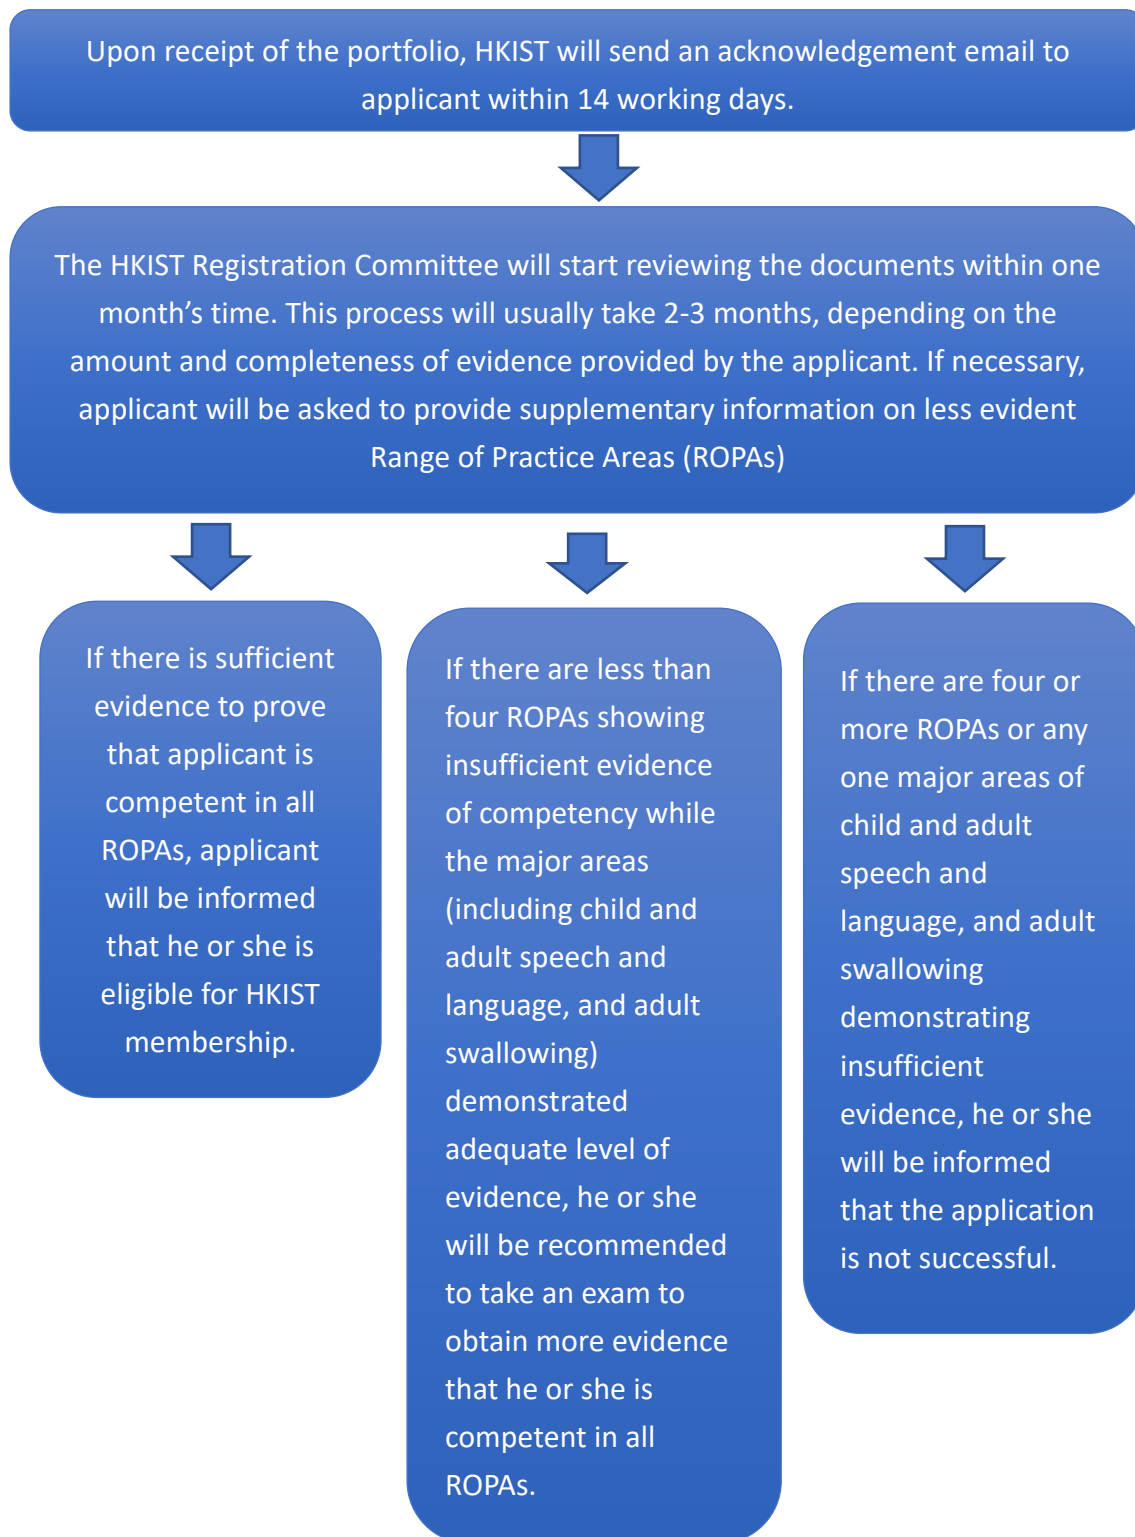 Upon receipt of the portfolio, HKIST will send an acknowledgement email to
applicant within 14 working days.
The HKIST Registration Committee will start reviewing the documents within one
month’s time. This process will usually take 2-3 months, depending on the
amount and completeness of evidence provided by the applicant. If necessary,
applicant will be asked to provide supplementary information on less evident
Range of Practice Areas (ROPAs)
If there is sufficient
evidence to prove
that applicant is
competent in all
ROPAs, applicant
will be informed
that he or she is
eligible for HKIST
membership.
If there are less than
four ROPAs showing
insufficient evidence
of competency while
the major areas
(including child and
adult speech and
language, and adult
swallowing)
demonstrated
adequate level of
evidence, he or she
will be recommended
to take an exam to
obtain more evidence
that he or she is
competent in all
ROPAs.
If there are four or
more ROPAs or any
one major areas of
child and adult
speech and
language, and adult
swallowing
demonstrating
insufficient
evidence, he or she
will be informed
that the application
is not successful.